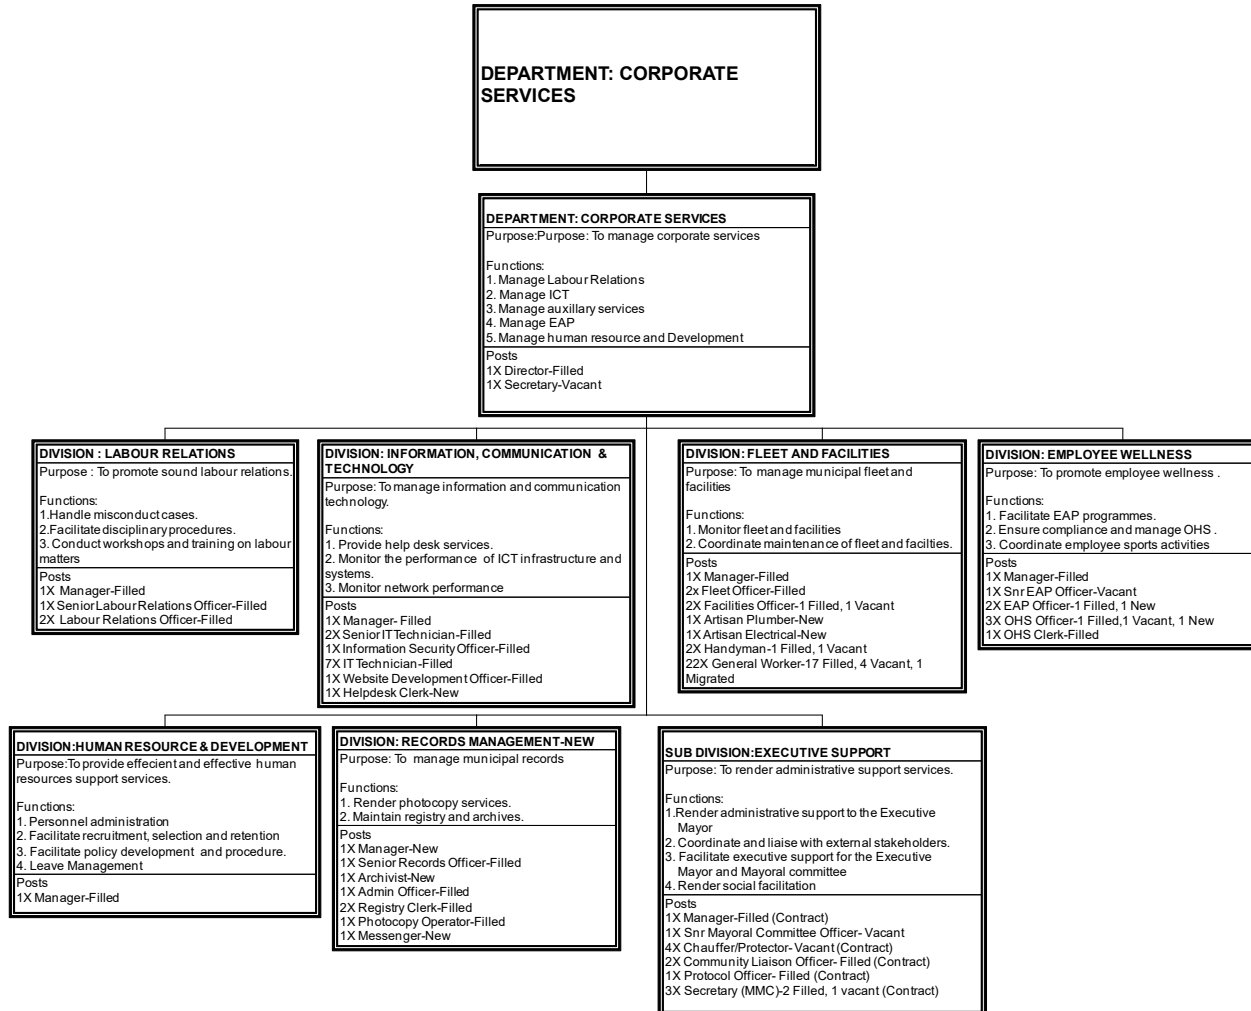 DEPARTMENT: CORPORATE
SERVICES
DEPARTMENT: CORPORATE SERVICES
Purpose:Purpose: To manage corporate services
Functions:
1. Manage Labour Relations
2. Manage ICT
3. Manage auxillary services
4. Manage EAP
5. Manage human resource and Development
Posts
1X Director-Filled
1X Secretary-Vacant
DIVISION : LABOUR RELATIONS
Purpose : To promote sound labour relations.
Functions:
1.Handle misconduct cases.
2.Facilitate disciplinary procedures.
3. Conduct workshops and training on labour
matters
Posts
1X Manager-Filled
1X Senior Labour Relations Officer-Filled
2X Labour Relations Officer-Filled
DIVISION: INFORMATION, COMMUNICATION &
TECHNOLOGY
Purpose: To manage information and communication
technology.
Functions:
1. Provide help desk services.
2. Monitor the performance of ICT infrastructure and
systems.
3. Monitor network performance
Posts
1X Manager- Filled
2X Senior IT Technician-Filled
1X Information Security Officer-Filled
7X IT Technician-Filled
1X Website Development Officer-Filled
1X Helpdesk Clerk-New
DIVISION: FLEET AND FACILITIES
Purpose: To manage municipal fleet and
facilities
Functions:
1. Monitor fleet and facilities
2. Coordinate maintenance of fleet and facilties.
Posts
1X Manager-Filled
2x Fleet Officer-Filled
2X Facilities Officer-1 Filled, 1 Vacant
1X Artisan Plumber-New
1X Artisan Electrical-New
2X Handyman-1 Filled, 1 Vacant
22X General Worker-17 Filled, 4 Vacant, 1
Migrated
DIVISION: EMPLOYEE WELLNESS
Purpose: To promote employee wellness .
Functions:
1. Facilitate EAP programmes.
2. Ensure compliance and manage OHS .
3. Coordinate employee sports activities
Posts
1X Manager-Filled
1X Snr EAP Officer-Vacant
2X EAP Officer-1 Filled, 1 New
3X OHS Officer-1 Filled,1 Vacant, 1 New
1X OHS Clerk-Filled
DIVISION:HUMAN RESOURCE & DEVELOPMENT
Purpose:To provide effecient and effective human
resources support services.
Functions:
1. Personnel administration
2. Facilitate recruitment, selection and retention
3. Facilitate policy development and procedure.
4. Leave Management
Posts
1X Manager-Filled
DIVISION: RECORDS MANAGEMENT-NEW
Purpose: To manage municipal records
Functions:
1. Render photocopy services.
2. Maintain registry and archives.
Posts
1X Manager-New
1X Senior Records Officer-Filled
1X Archivist-New
1X Admin Officer-Filled
2X Registry Clerk-Filled
1X Photocopy Operator-Filled
1X Messenger-New
SUB DIVISION:EXECUTIVE SUPPORT
Purpose: To render administrative support services.
Functions:
1.Render administrative support to the Executive
Mayor
2. Coordinate and liaise with external stakeholders.
3. Facilitate executive support for the Executive
Mayor and Mayoral committee
4. Render social facilitation
Posts
1X Manager-Filled (Contract)
1X Snr Mayoral Committee Officer- Vacant
4X Chauffer/Protector- Vacant (Contract)
2X Community Liaison Officer- Filled (Contract)
1X Protocol Officer- Filled (Contract)
3X Secretary (MMC)-2 Filled, 1 vacant (Contract)